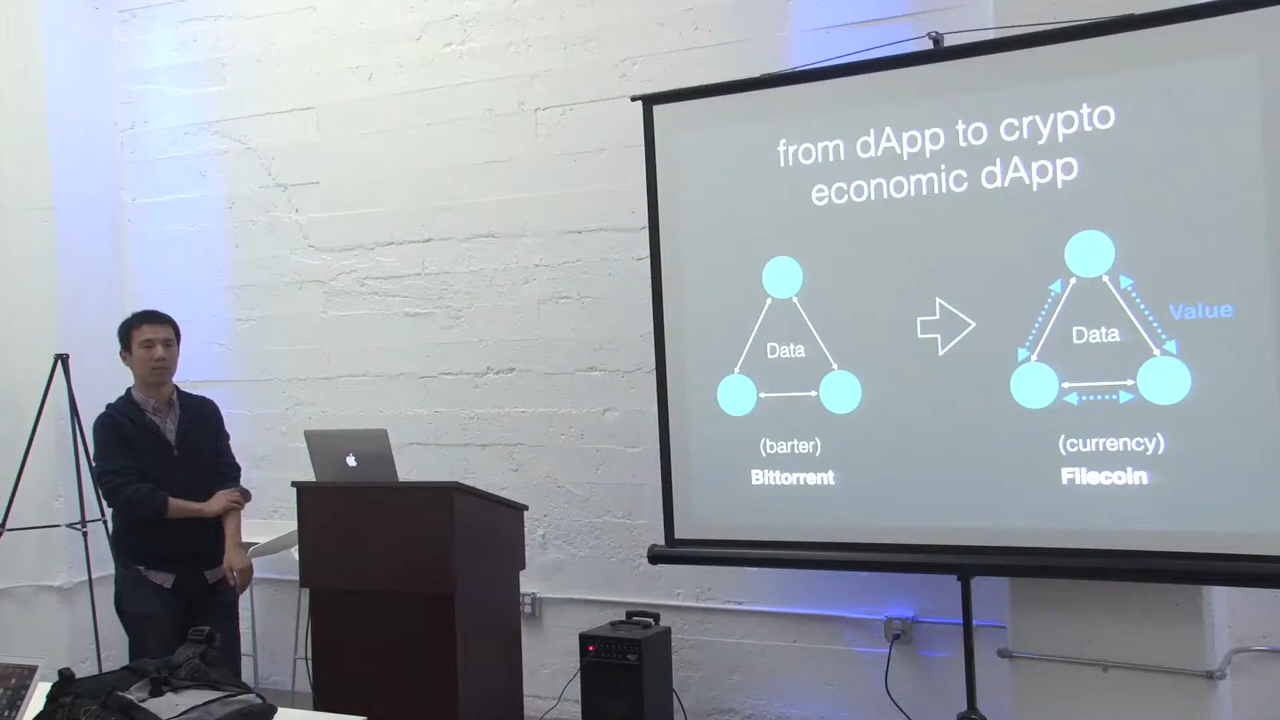 from dApp to crypto
economic dApp
Data
(barter)
Bittorrent
Value
Data
(currency)
Filecoin